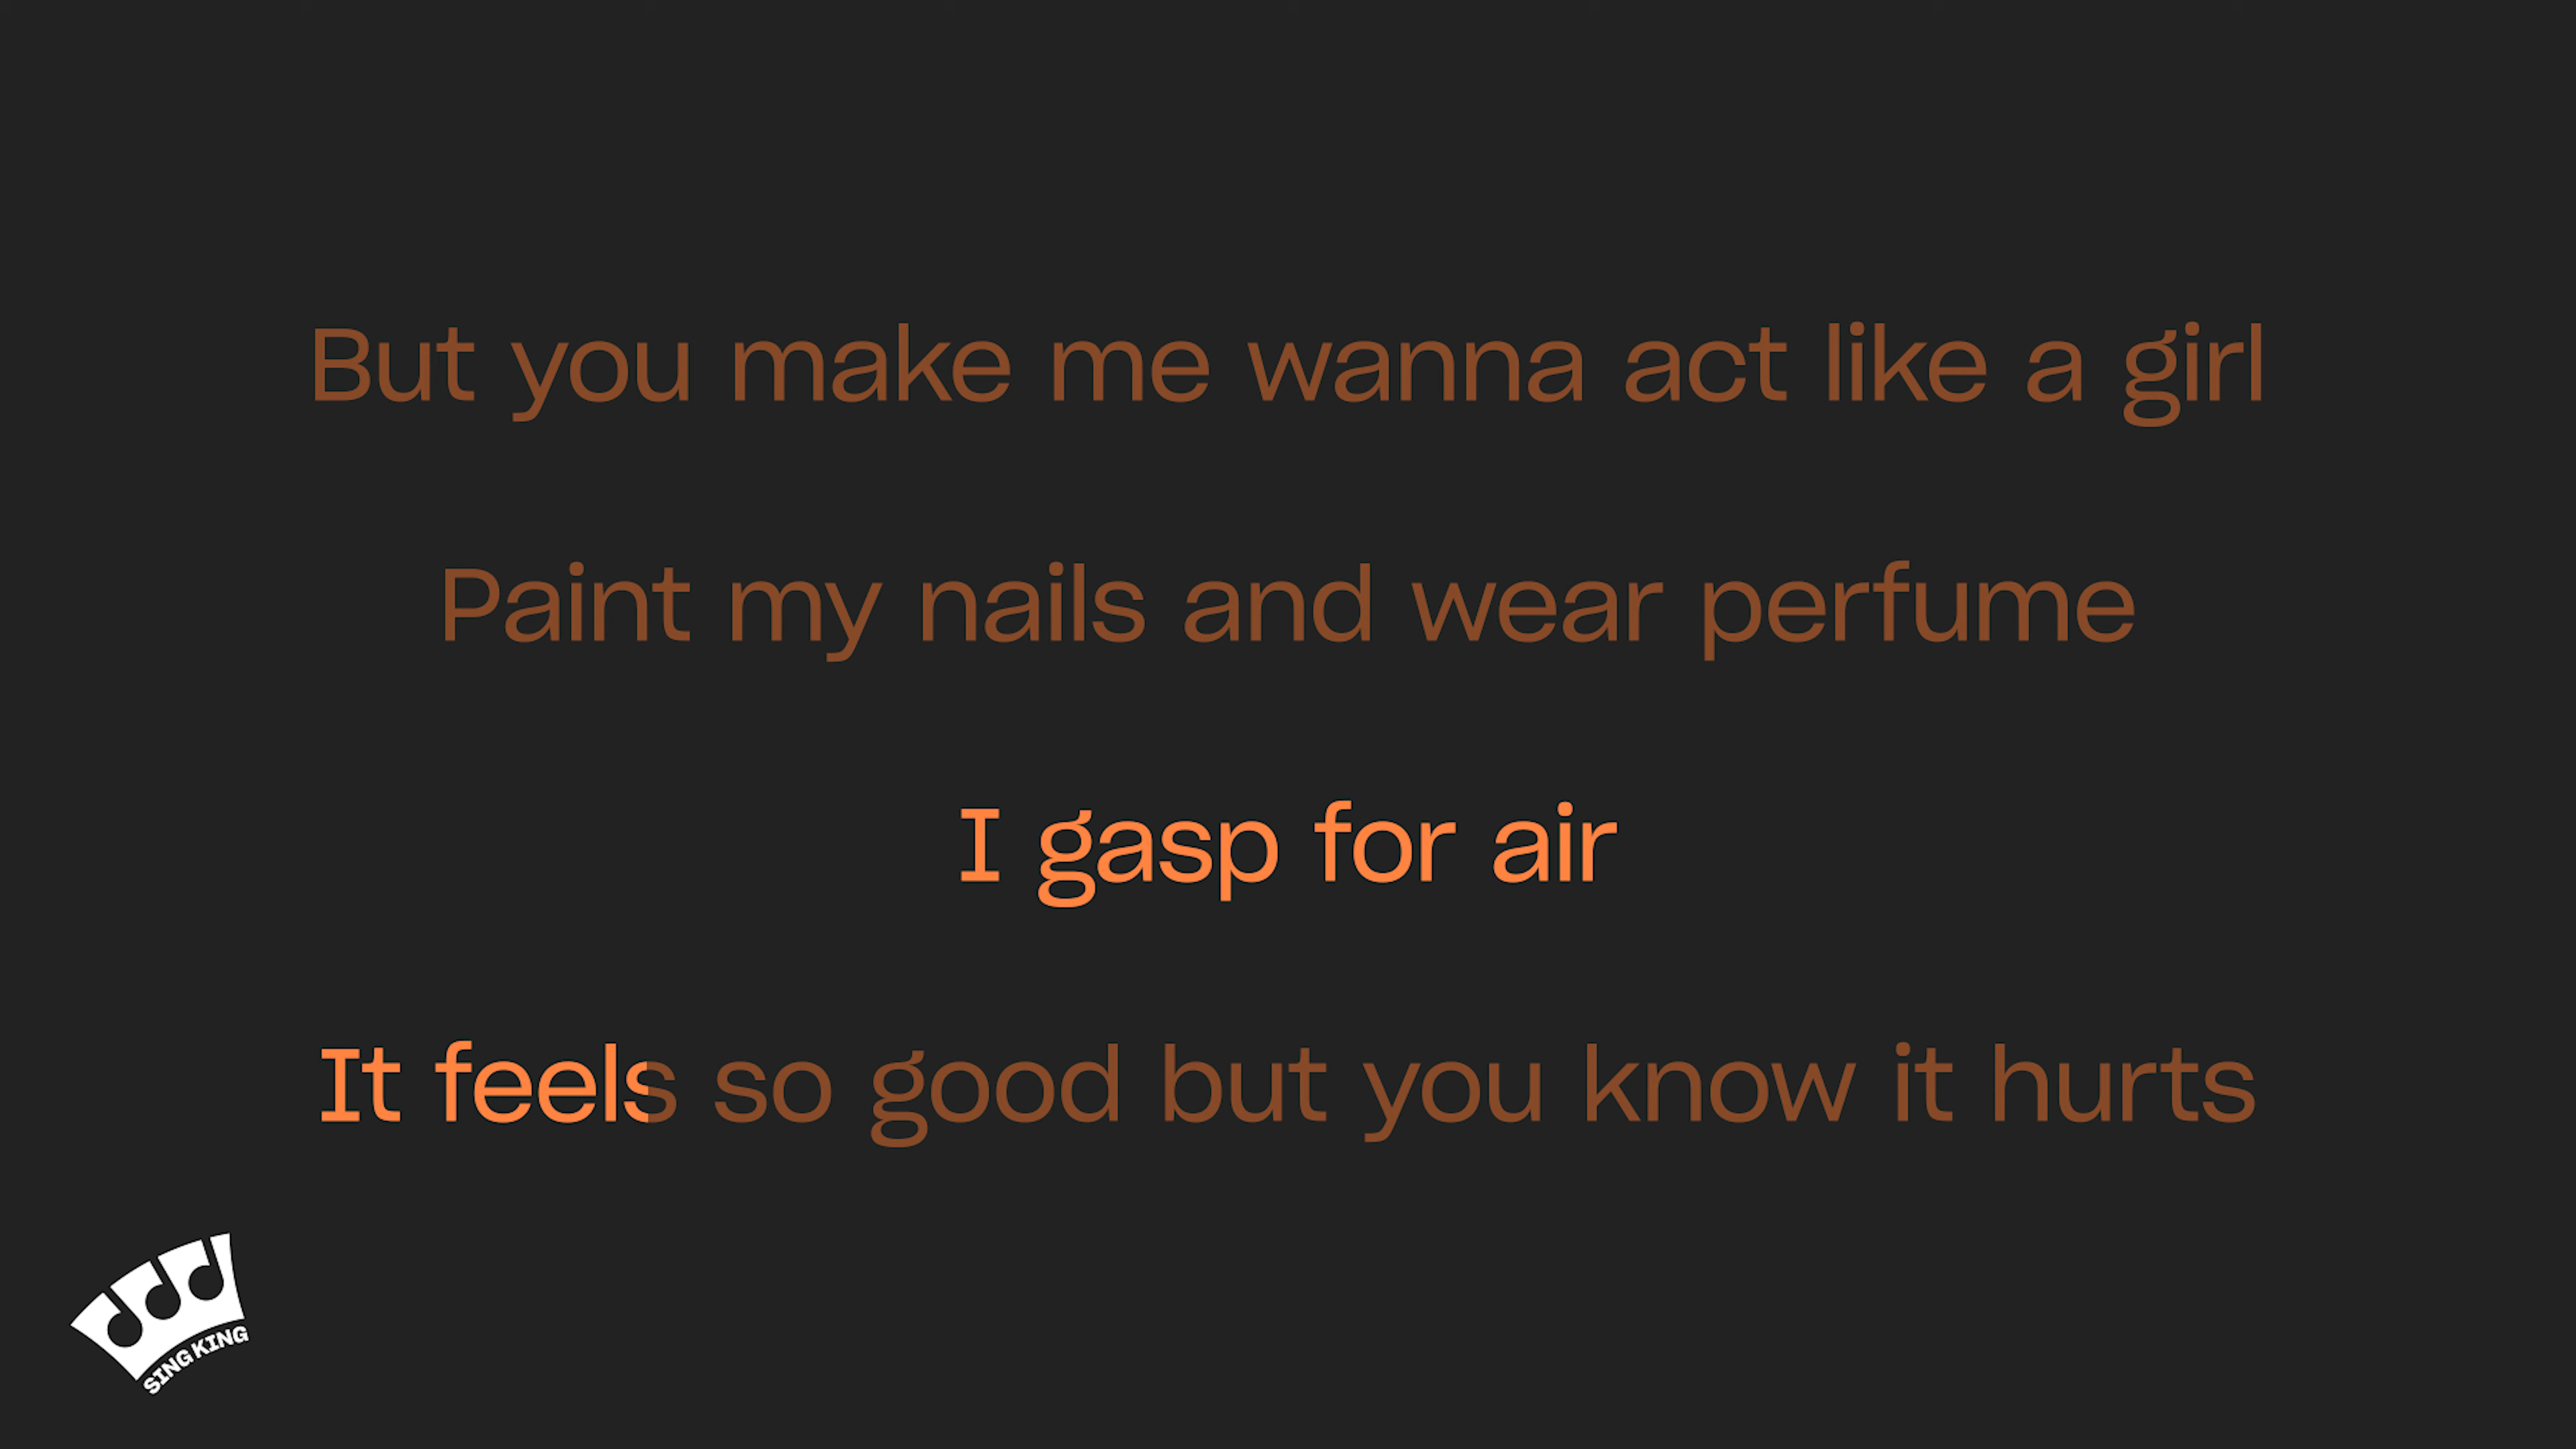 But you make me wanna act like a girl
Paint my nails and wear perfume
I gasp for air
It feels so good but you know it hurts
SING KING